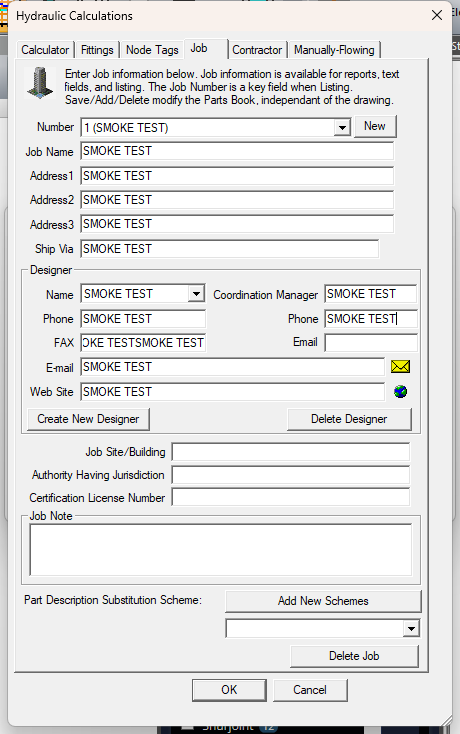 Hydraulic Calculations
Calculator Fittings Node Tags Job Contractor Manually-Flowing
Enter Job information below. Job information is available for reports, text
fields, and listing. The Job Number is a key field when Listing.
Save/Add/Delete modify the Parts Book, independant of the drawing.
Number 1 (SMOKE TEST) New
Job Name SMOKE TEST
Address1 SMOKE TEST
Address2 SMOKE TEST
Address3 SMOKE TEST
Ship Via SMOKE TEST
Designer
Name SMOKE TEST Coordination Manager SMOKE TEST
Phone SMOKE TEST Phone SMOKE TEST
FAX OKE TESTSMOKE TEST Email
E-mail SMOKE TEST
Web Site SMOKE TEST
Create New Designer Delete Designer
Job Site/Building
Authority Having Jurisdiction
Certification License Number
Job Note
Part Description Substitution Scheme: Add New Schemes
Delete Job
OK Cancel